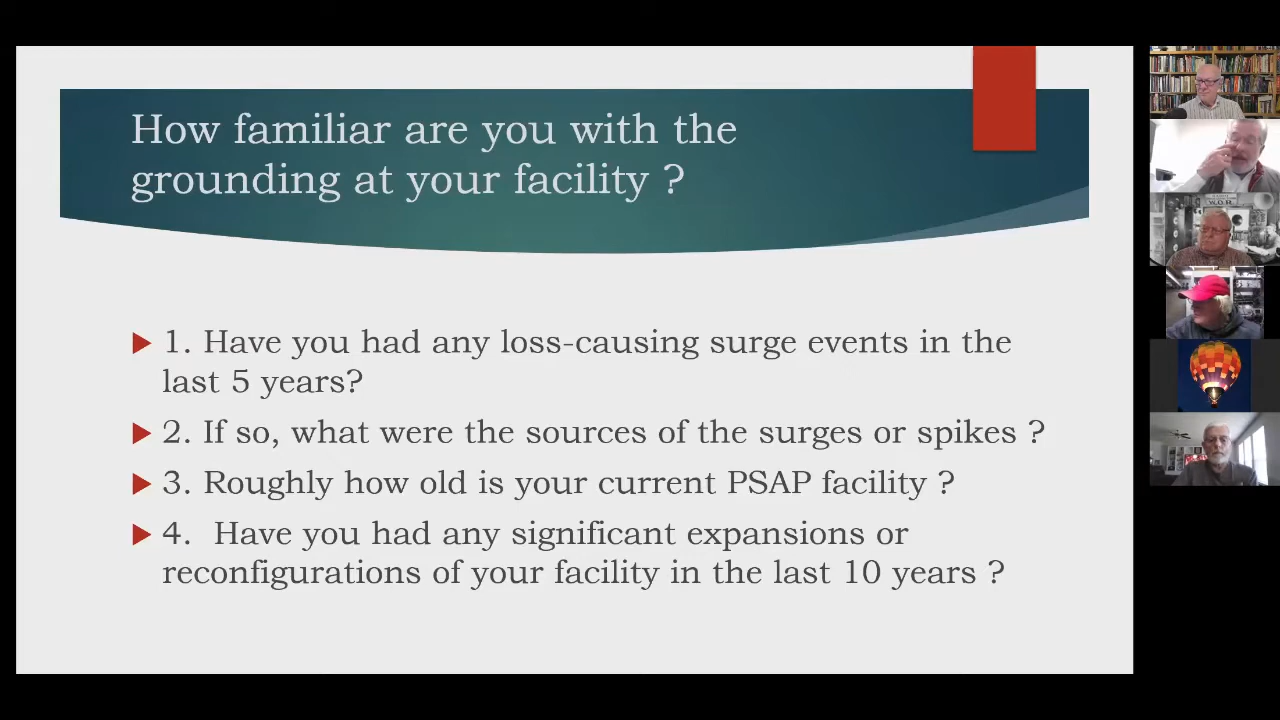 How familiar are you with the
grounding at your facility ?
1. Have you had any loss-causing surge events in the
last 5 years?
2. If so, what were the sources of the surges or spikes ?
3. Roughly how old is your current PSAP facility ?
4.  Have you had any significant expansions or
reconfigurations of your facility in the last 10 years ?
W.O.R.